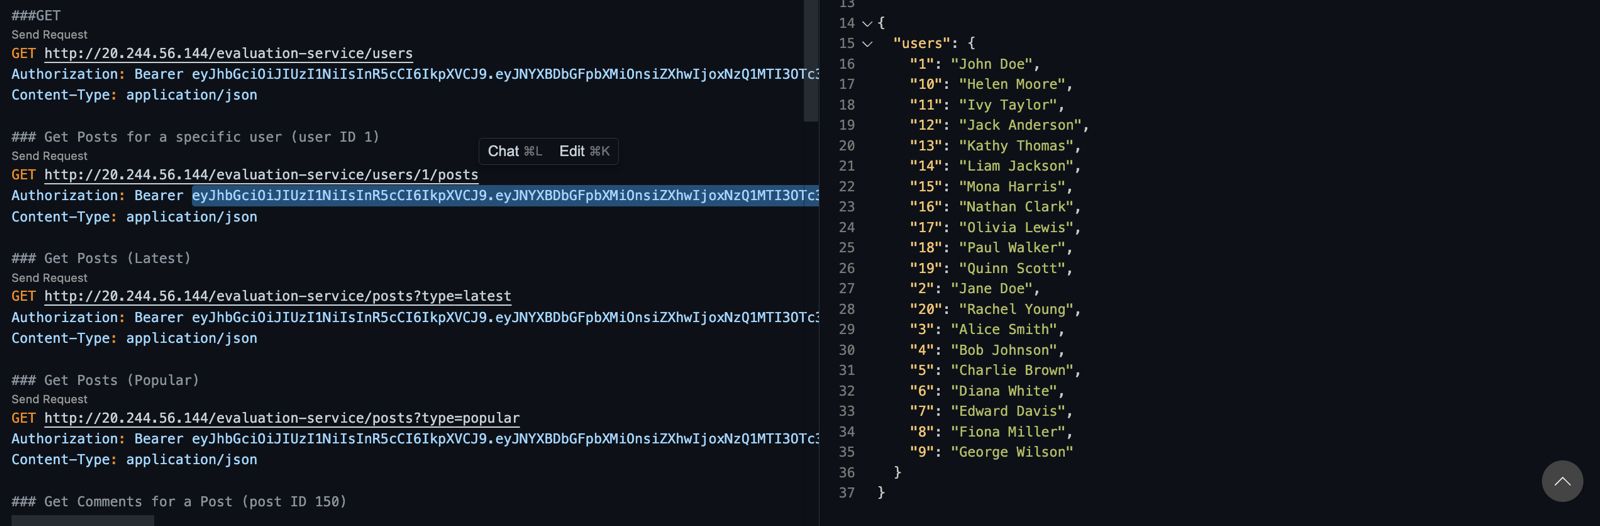 ###GET
Send Request
GET http://20.244.56.144/evaluation-service/users
Authorization: Bearer eyJhbGciOiJIUzI1NiIsInR5cCI6IkpXVCJ9.eyJNYXBDbGFpbXMiOnsiZXhwIjoxNzQ1MTI3OTc3
Content-Type: application/json
### Get Posts for a specific user (user ID 1)
Send Request
Chat ⌘L Edit ⌘K
GET http://20.244.56.144/evaluation-service/users/1/posts
Authorization: Bearer eyJhbGciOiJIUzI1NiIsInR5cCI6IkpXVCJ9.eyJNYXBDbGFpbXMiOnsiZXhwIjoxNzQ1MTI3OTc3
Content-Type: application/json
### Get Posts (Latest)
Send Request
GET http://20.244.56.144/evaluation-service/posts?type=latest
Authorization: Bearer eyJhbGciOiJIUzI1NiIsInR5cCI6IkpXVCJ9.eyJNYXBDbGFpbXMiOnsiZXhwIjoxNzQ1MTI3OTc3
Content-Type: application/json
### Get Posts (Popular)
Send Request
GET http://20.244.56.144/evaluation-service/posts?type=popular
Authorization: Bearer eyJhbGciOiJIUzI1NiIsInR5cCI6IkpXVCJ9.eyJNYXBDbGFpbXMiOnsiZXhwIjoxNzQ1MTI3OTc3
Content-Type: application/json
### Get Comments for a Post (post ID 150)
13
14 {
15 "users": {
16 "1": "John Doe",
17 "10": "Helen Moore",
18 "11": "Ivy Taylor",
19 "12": "Jack Anderson",
20 "13": "Kathy Thomas",
21 "14": "Liam Jackson",
22 "15": "Mona Harris",
23 "16": "Nathan Clark",
24 "17": "Olivia Lewis",
25 "18": "Paul Walker",
26 "19": "Quinn Scott",
27 "2": "Jane Doe",
28 "20": "Rachel Young",
29 "3": "Alice Smith",
30 "4": "Bob Johnson",
31 "5": "Charlie Brown",
32 "6": "Diana White",
33 "7": "Edward Davis",
34 "8": "Fiona Miller",
35 "9": "George Wilson"
36 }
37 }